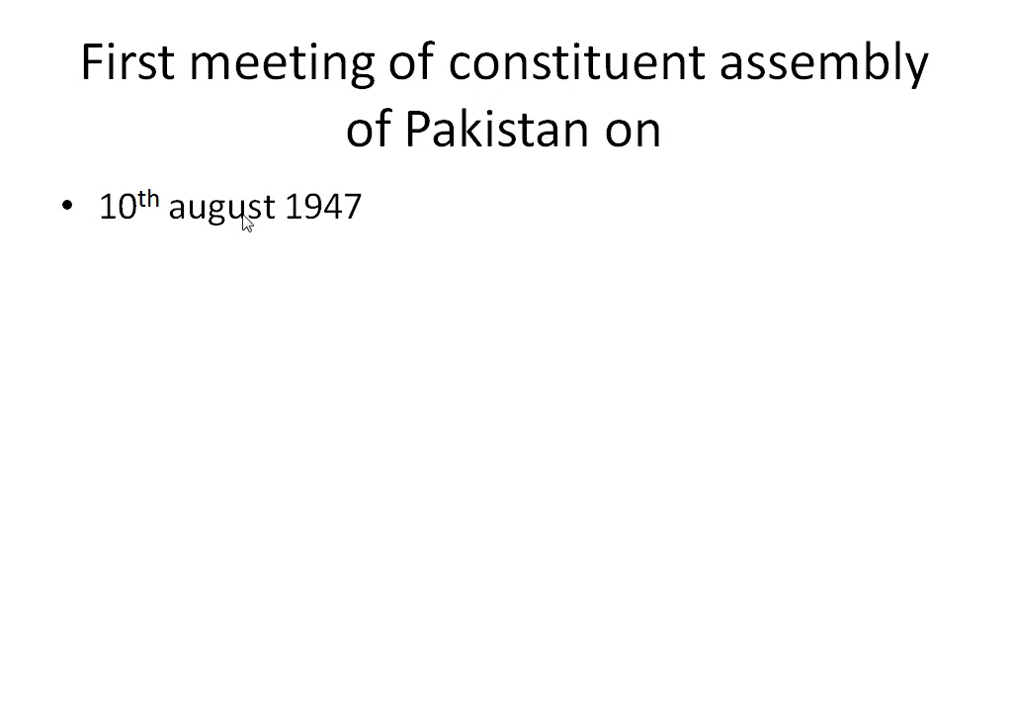 First meeting of constituent assembly
of Pakistan on
• 10th august 1947